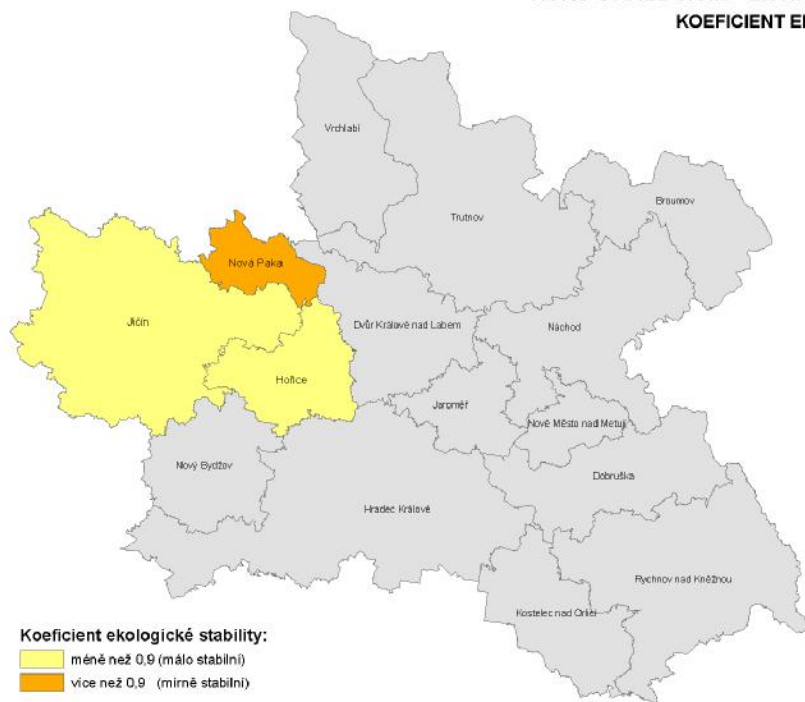 KOEFICIENT
Vrchlabí
Trutnov
Broumov
Nová Paka
Jičín
Dvůr Králové nad Labem
Náchod
Hořice
Jaroměř
Nové Město nad Metují
Nový Bydžov
Dobruška
Hradec Králové
Rychnov nad Kněžnou
Kostelec nad Orlicí
Koeficient ekologické stability:
méně než 0,9 (málo stabilní)
více než 0,9 (mírně stabilní)